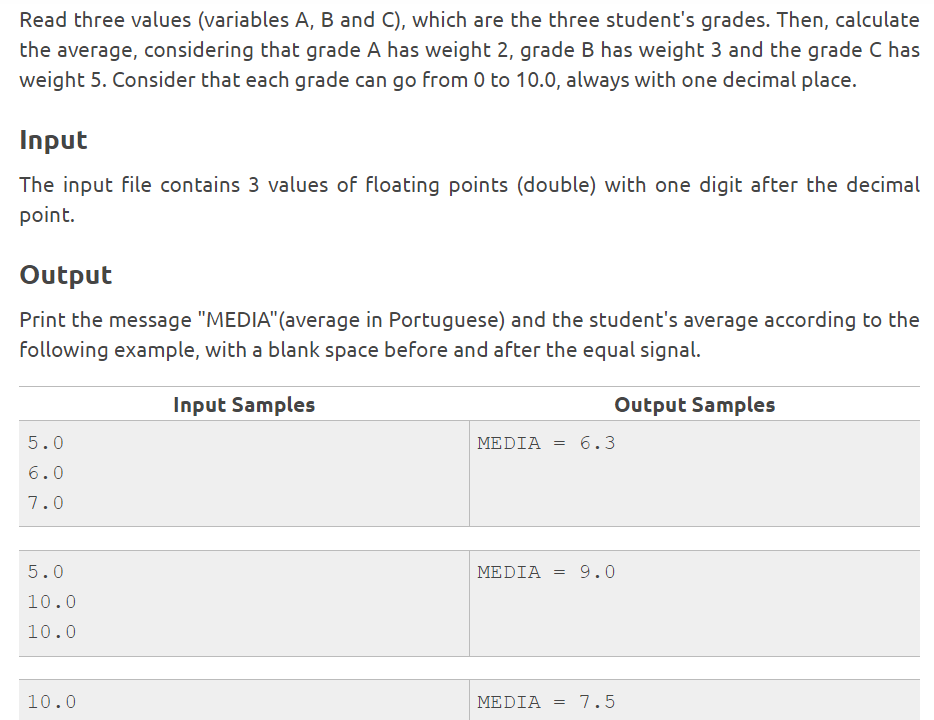 Read three values (variables A, B and C), which are the three student's grades. Then, calculate
the average, considering that grade A has weight 2, grade B has weight 3 and the grade C has
weight 5. Consider that each grade can go from 0 to 10.0, always with one decimal place.
Input
The input file contains 3 values of floating points (double) with one digit after the decimal
point.
Output
Print the message "MEDIA"(average in Portuguese) and the student's average according to the
following example, with a blank space before and after the equal signal.
Input Samples Output Samples
5.0 MEDIA = 6.3
6.0
7.0
5.0 MEDIA = 9.0
10.0
10.0
10.0 MEDIA = 7.5